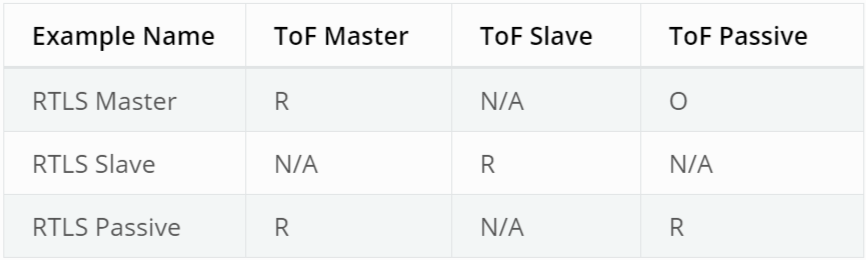 Example Name ToF Master ToF Slave ToF Passive
RTLS Master R N/A O
RTLS Slave N/A R N/A
RTLS Passive R N/A R